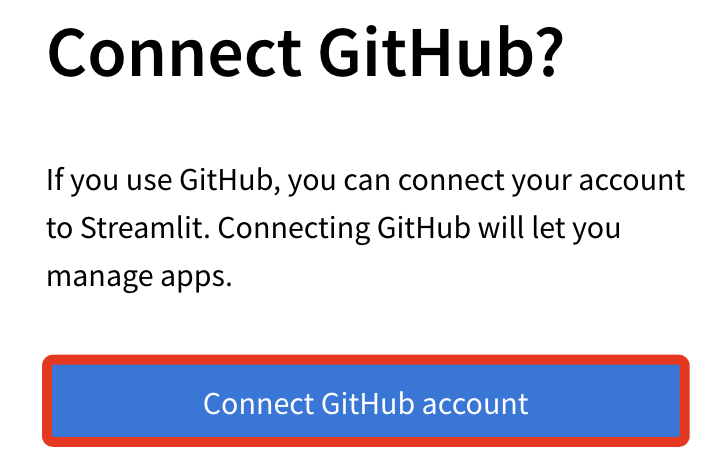 Connect GitHub?
If you use GitHub, you can connect your account
to Streamlit. Connecting GitHub will let you
manage apps.
Connect GitHub account